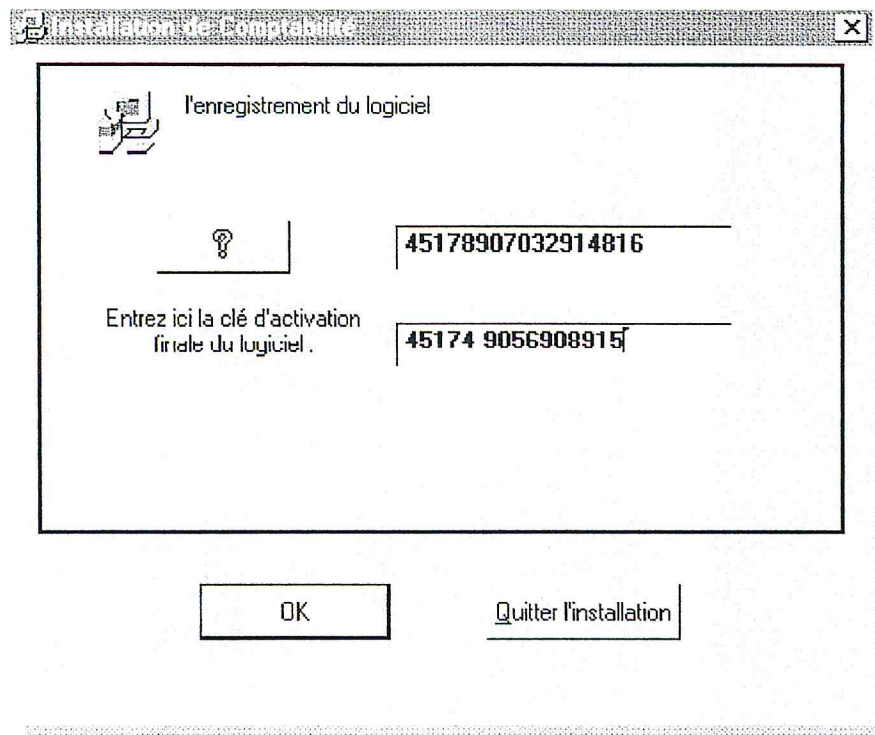 Installation de Comptabilité
l'enregistrement du logiciel
?
45178907032914816
Entrez ici la clé d'activation
finale du logiciel .
45174 9056908915
OK
Quitter l'installation